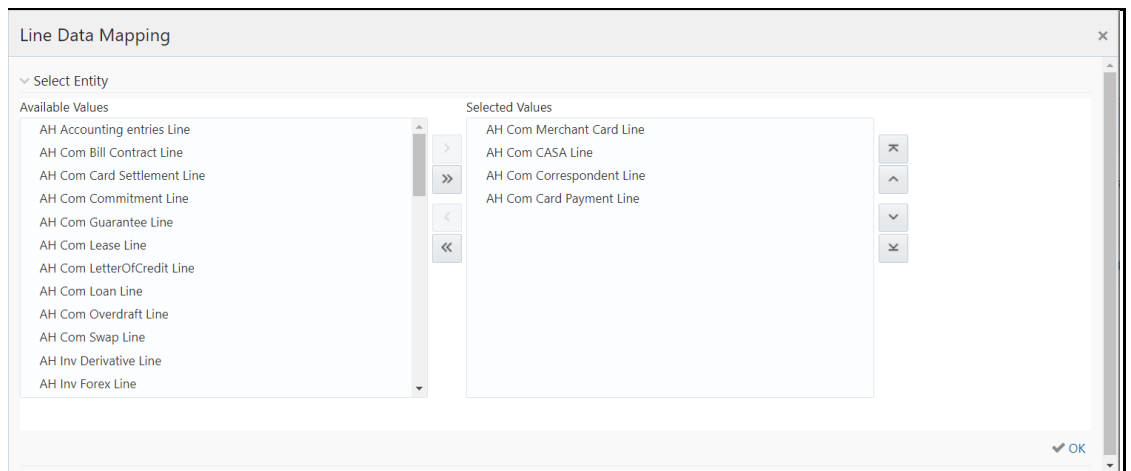 Line Data Mapping
Select Entity
Available Values
AH Accounting entries Line
AH Com Bill Contract Line
AH Com Card Settlement Line
AH Com Commitment Line
AH Com Guarantee Line
AH Com Lease Line
AH Com LetterOfCredit Line
AH Com Loan Line
AH Com Overdraft Line
AH Com Swap Line
AH Inv Derivative Line
AH Inv Forex Line
Selected Values
AH Com Merchant Card Line
AH Com CASA Line
AH Com Correspondent Line
AH Com Card Payment Line
OK